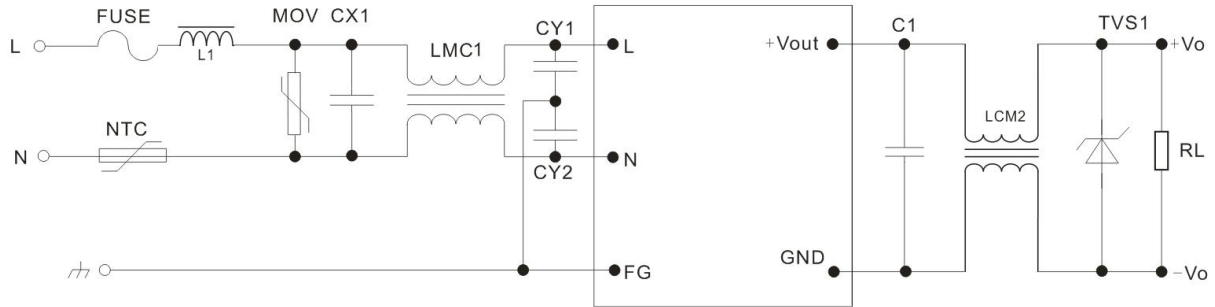 FUSE
MOV
CX1
L
L1
LMC1
CY1
L
NTC
N
CY2
N
FG
+Vout
C1
TVS1
+Vo
LCM2
RL
GND
−Vo